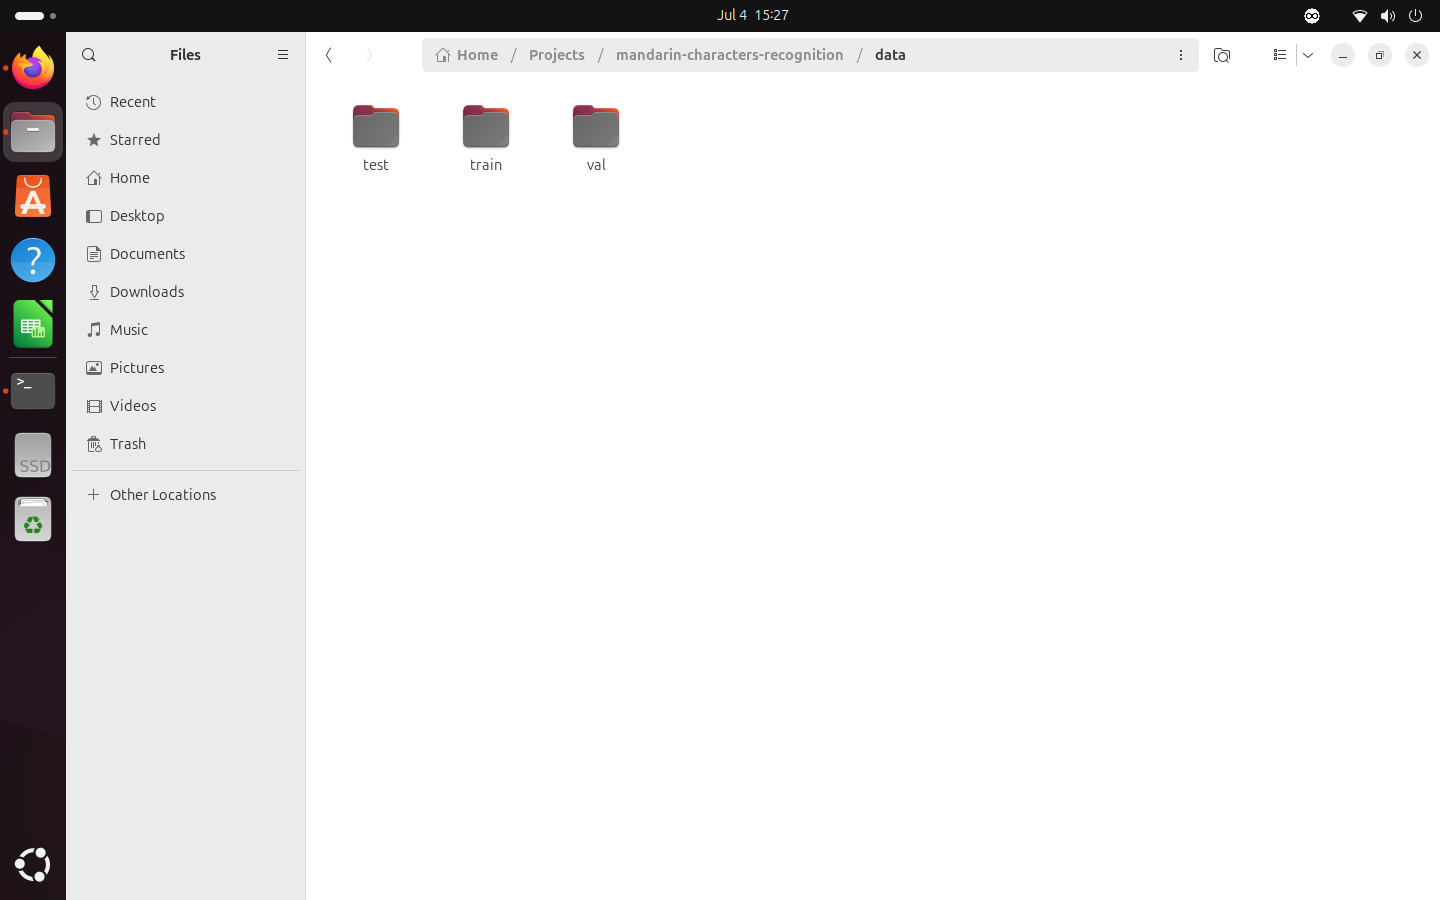 Jul 4 15:27
Files
Home / Projects / mandarin-characters-recognition / data
Recent
Starred
Home
Desktop
Documents
Downloads
Music
Pictures
Videos
Trash
Other Locations
test
train
val
>_
SSD